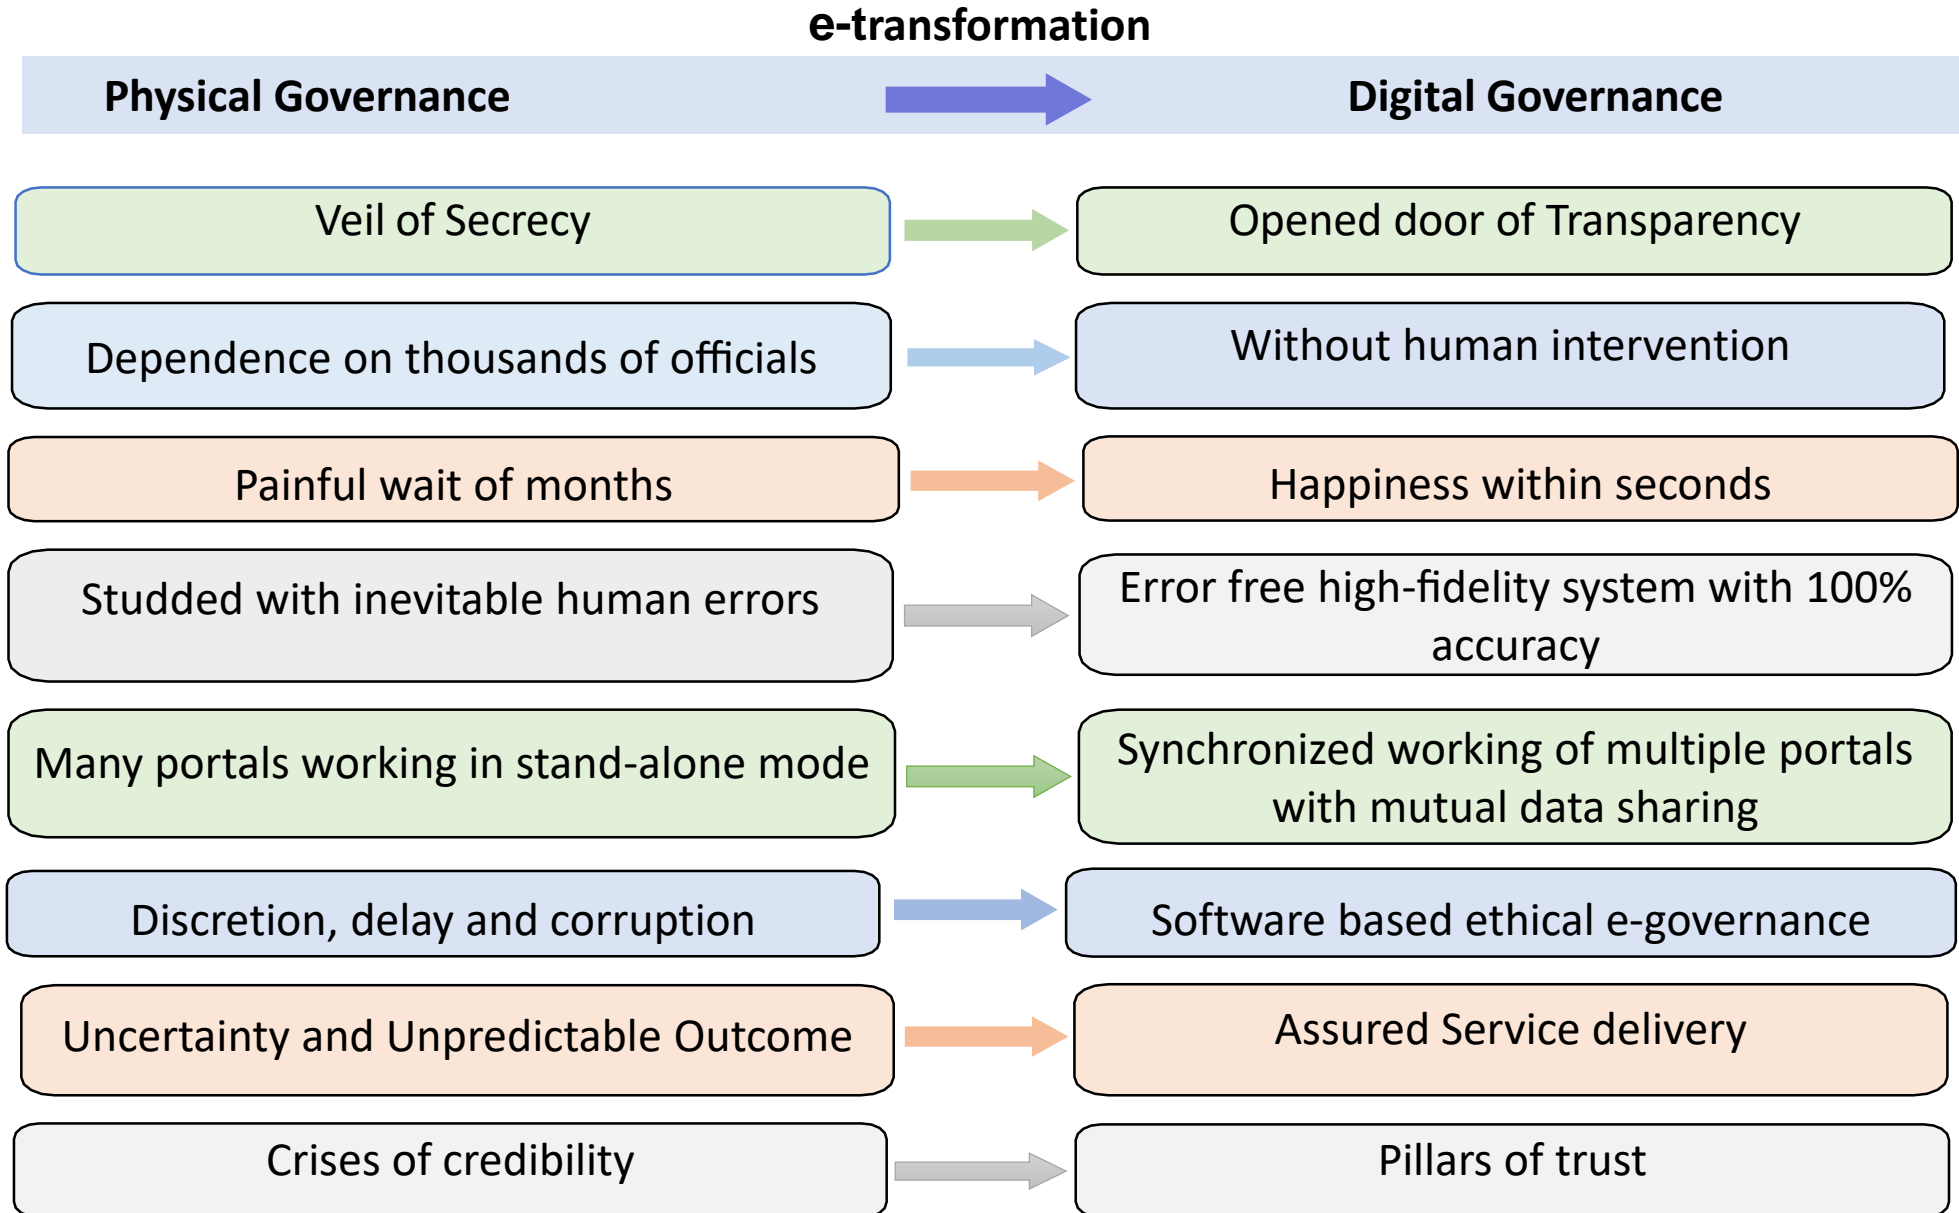 e-transformation
Physical Governance
Digital Governance
Veil of Secrecy
Opened door of Transparency
Dependence on thousands of officials
Without human intervention
Painful wait of months
Happiness within seconds
Studded with inevitable human errors
Error free high-fidelity system with 100%
accuracy
Many portals working in stand-alone mode
Synchronized working of multiple portals
with mutual data sharing
Discretion, delay and corruption
Software based ethical e-governance
Uncertainty and Unpredictable Outcome
Assured Service delivery
Crises of credibility
Pillars of trust